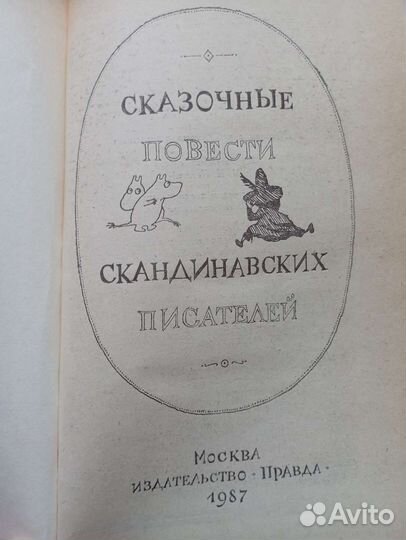 СКАЗОЧНЫЕ
ПОВЕСТИ
СКАНДИНАВСКИХ
ПИСАТЕЛЕЙ
МОСКВА
ИЗДАТЕЛЬСТВО · ПРАВДА ·
1987
Avito